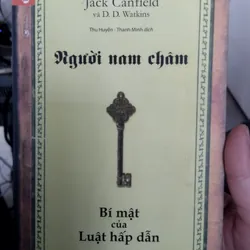 Jack Canfield
và D. D. Watkins
Thu Huyền - Thanh Minh dịch
Người nam châm
Bí mật
của
Luật hấp dẫn